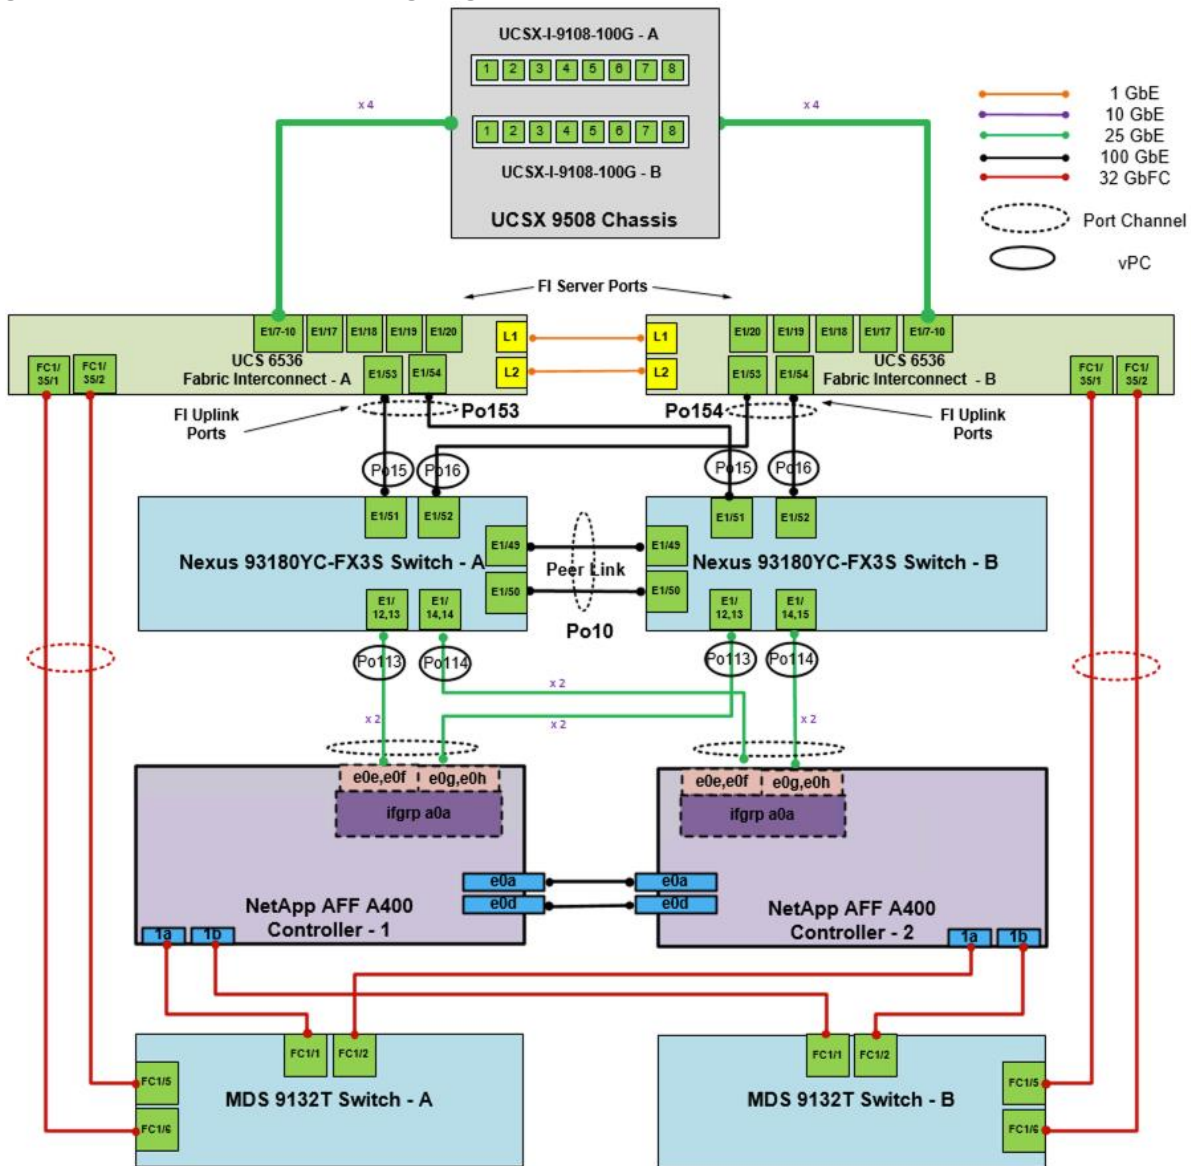 UCSX-I-9108-100G - A
1 2 3 4 5 6 7 8
x 4
x 4
1 2 3 4 5 6 7 8
UCSX-I-9108-100G - B
UCSX 9508 Chassis
1 GbE
10 GbE
25 GbE
100 GbE
32 GbFC
Port Channel
vPC
FI Server Ports
E1/7-10 E1/17 E1/18 E1/19 E1/20
L1
L1
E1/20 E1/19 E1/18 E1/17 E1/7-10
FC1/
35/1
FC1/
35/2
UCS 6536
Fabric Interconnect - A
E1/53 E1/54
L2
L2
E1/53 E1/54
UCS 6536
Fabric Interconnect - B
FC1/
35/1
FC1/
35/2
FI Uplink
Ports
Po153
Po154
FI Uplink
Ports
Po15 Po16
Po15 Po16
E1/51 E1/52
E1/51 E1/52
Nexus 93180YC-FX3S Switch - A
E1/49
E1/50
Peer Link
E1/49
E1/50
Nexus 93180YC-FX3S Switch - B
E1/
12,13
E1/
14,14
Po10
E1/
12,13
E1/
14,15
Po113 Po114
Po113 Po114
x 2
x 2
x 2
x 2
e0e,e0f e0g,e0h
ifgrp a0a
e0e,e0f e0g,e0h
ifgrp a0a
e0a
e0a
e0d
e0d
NetApp AFF A400
Controller - 1
NetApp AFF A400
Controller - 2
1a 1b
1a 1b
FC1/1 FC1/2
FC1/1 FC1/2
FC1/5
FC1/6
MDS 9132T Switch - A
MDS 9132T Switch - B
FC1/5
FC1/6